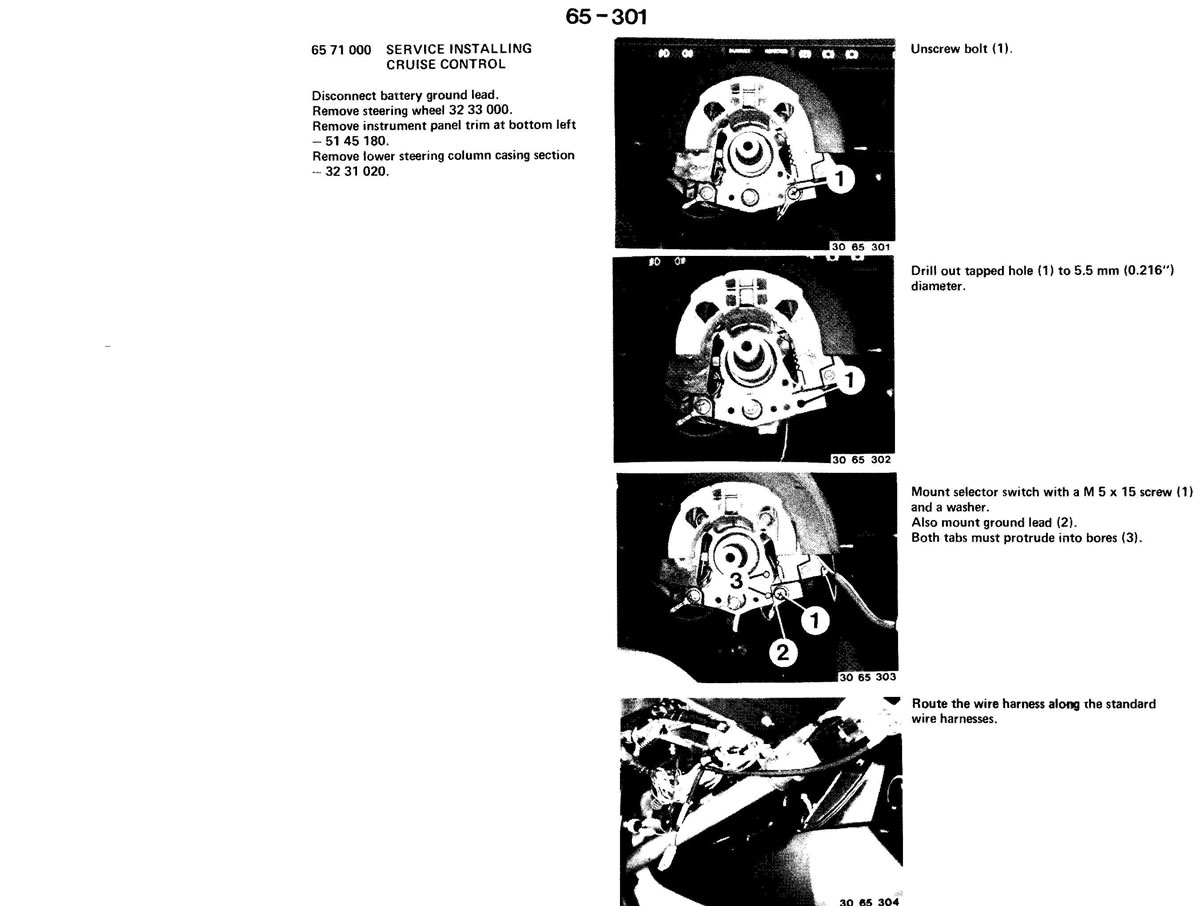 65-301
65 71 000 SERVICE INSTALLING
CRUISE CONTROL
Disconnect battery ground lead.
Remove steering wheel 32 33 000.
Remove instrument panel trim at bottom left
— 51 45 180.
Remove lower steering column casing section
— 32 31 020.
Unscrew bolt (1).
1
30 65 301
Drill out tapped hole (1) to 5.5 mm (0.216")
diameter.
1
30 65 302
Mount selector switch with a M 5 x 15 screw (1)
and a washer.
Also mount ground lead (2).
Both tabs must protrude into bores (3).
3
1
2
30 65 303
Route the wire harness along the standard
wire harnesses.
30 65 304